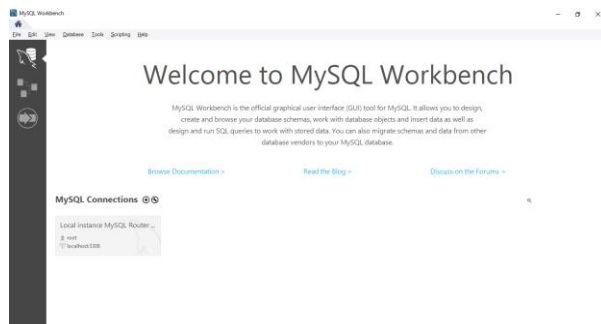 MySQL Workbench
File Edit View Database Tools Scripting Help
Welcome to MySQL Workbench
MySQL Workbench is the official graphical user interface (GUI) tool for MySQL. It allows you to design,
create and browse your database schemas, work with database objects and insert data as well as
design and run SQL queries to work with stored data. You can also migrate schemas and data from other
database vendors to your MySQL database.
Browse Documentation >
Read the Blog >
Discuss on the Forums >
MySQL Connections
Local instance MySQL Router...
root